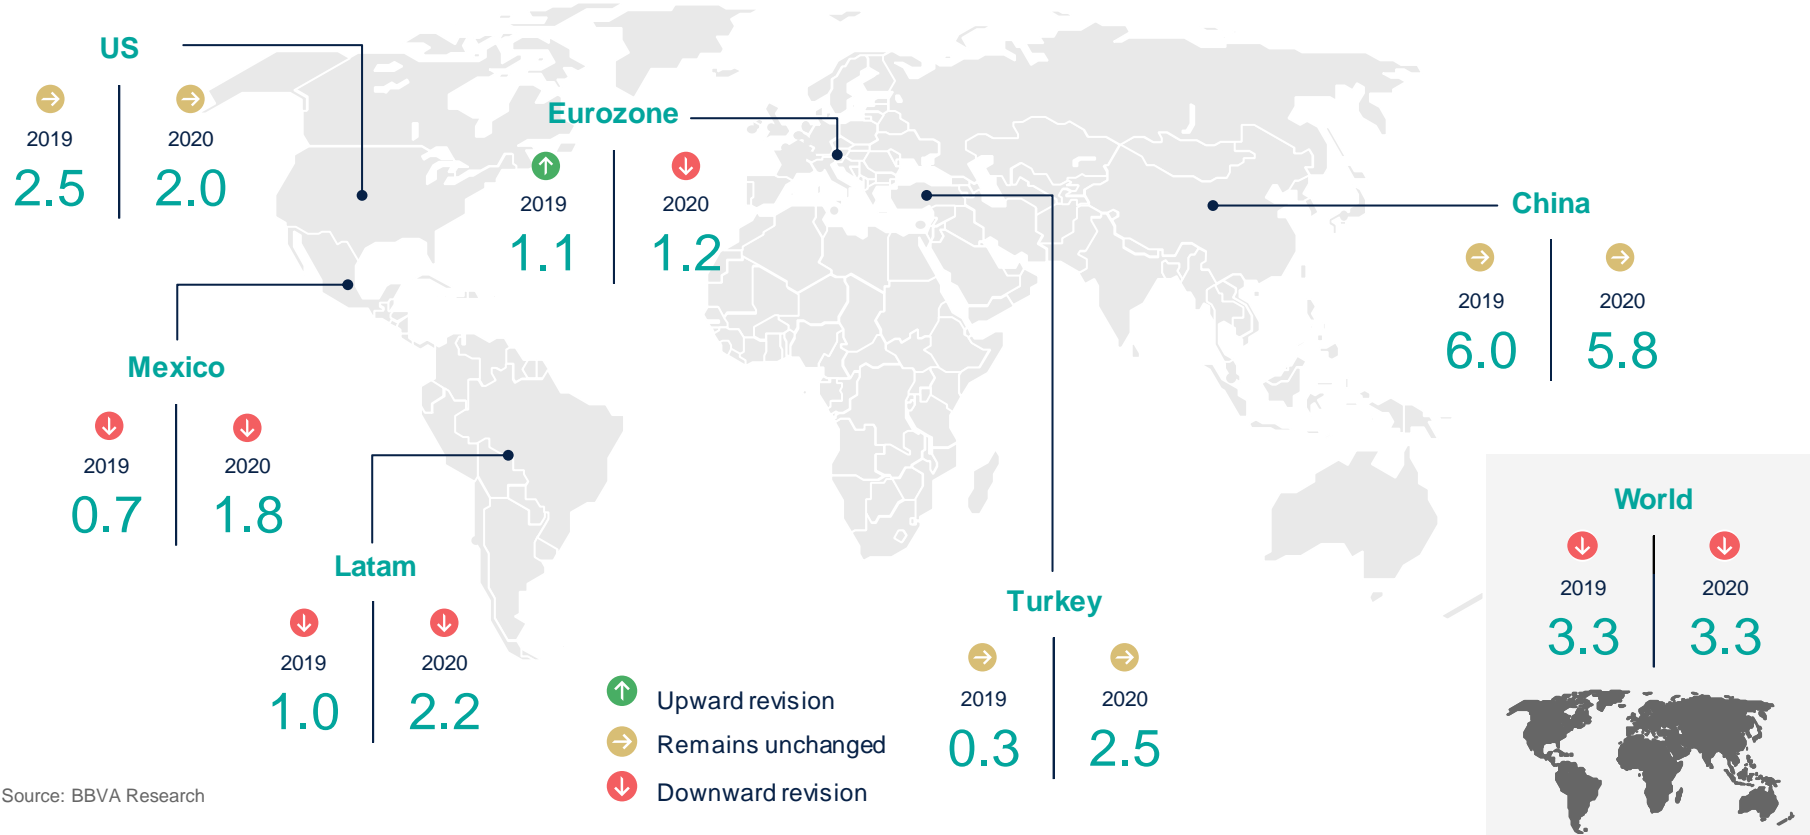 US
2019 2020
2.5 2.0
Eurozone
2019 2020
1.1 1.2
China
2019 2020
6.0 5.8
Mexico
2019 2020
0.7 1.8
Latam
2019 2020
1.0 2.2
Turkey
2019 2020
0.3 2.5
World
2019 2020
3.3 3.3
Upward revision
Remains unchanged
Downward revision
Source: BBVA Research